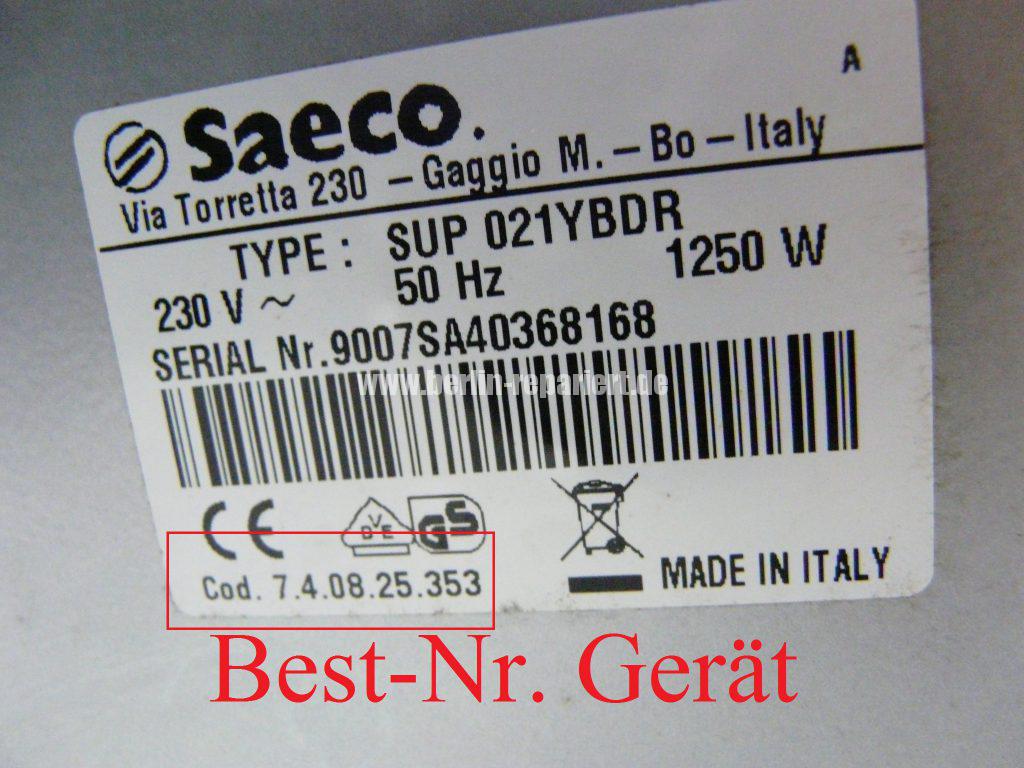 A
Saeco.
Via Torretta 230 – Gaggio M. – Bo – Italy
TYPE : SUP 021YBDR
230 V ~ 50 Hz 1250 W
SERIAL Nr.9007SA40368168
www.berlin-repariert.de
CE VDE GS
Cod. 7.4.08.25.353
MADE IN ITALY
Best-Nr. Gerät